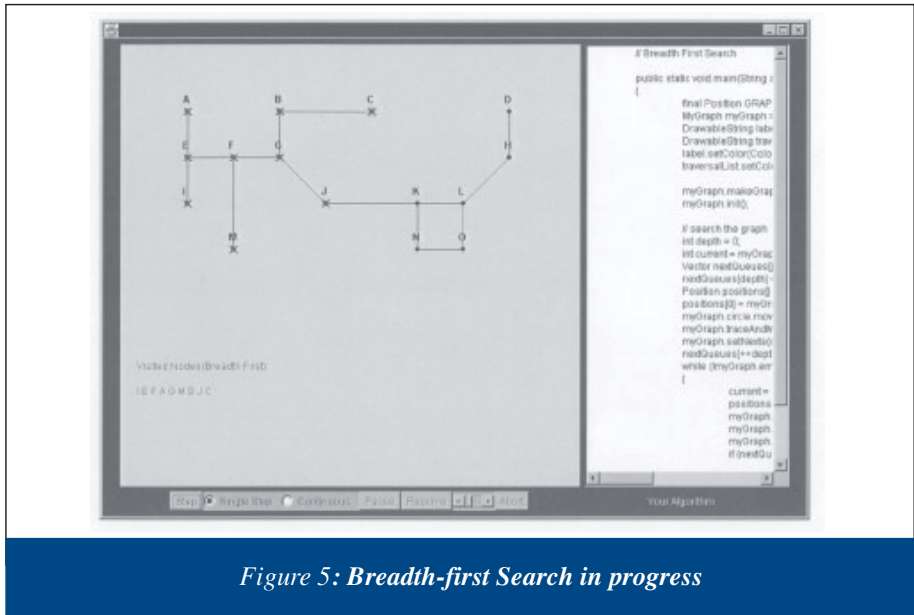 // Breadth First Search
public static void main(String
{
final Position GRAP
MyGraph myGraph =
DrawableString labe
DrawableString trav
label.setColor(Colo
traversalList.setCol
myGraph.makeGrap
myGraph.init();
// search the graph
int depth = 0;
int current = myGrap
Vector nextQueues[]
nextQueues[depth]
Position positions[]
positions[0] = myGr
myGraph.circle.mov
myGraph.traceAndM
myGraph.setNexts(c
nextQueues[++dept
while (!myGraph.em
{
current =
positions
myGraph.
myGraph.
myGraph.
if (nextQu
A B C D
E F G H
I J K L
M N O
Visited Nodes (Breadth First)
Step Single Step Continuous Pause Resume Abort
Your Algorithm
Figure 5: Breadth-first Search in progress